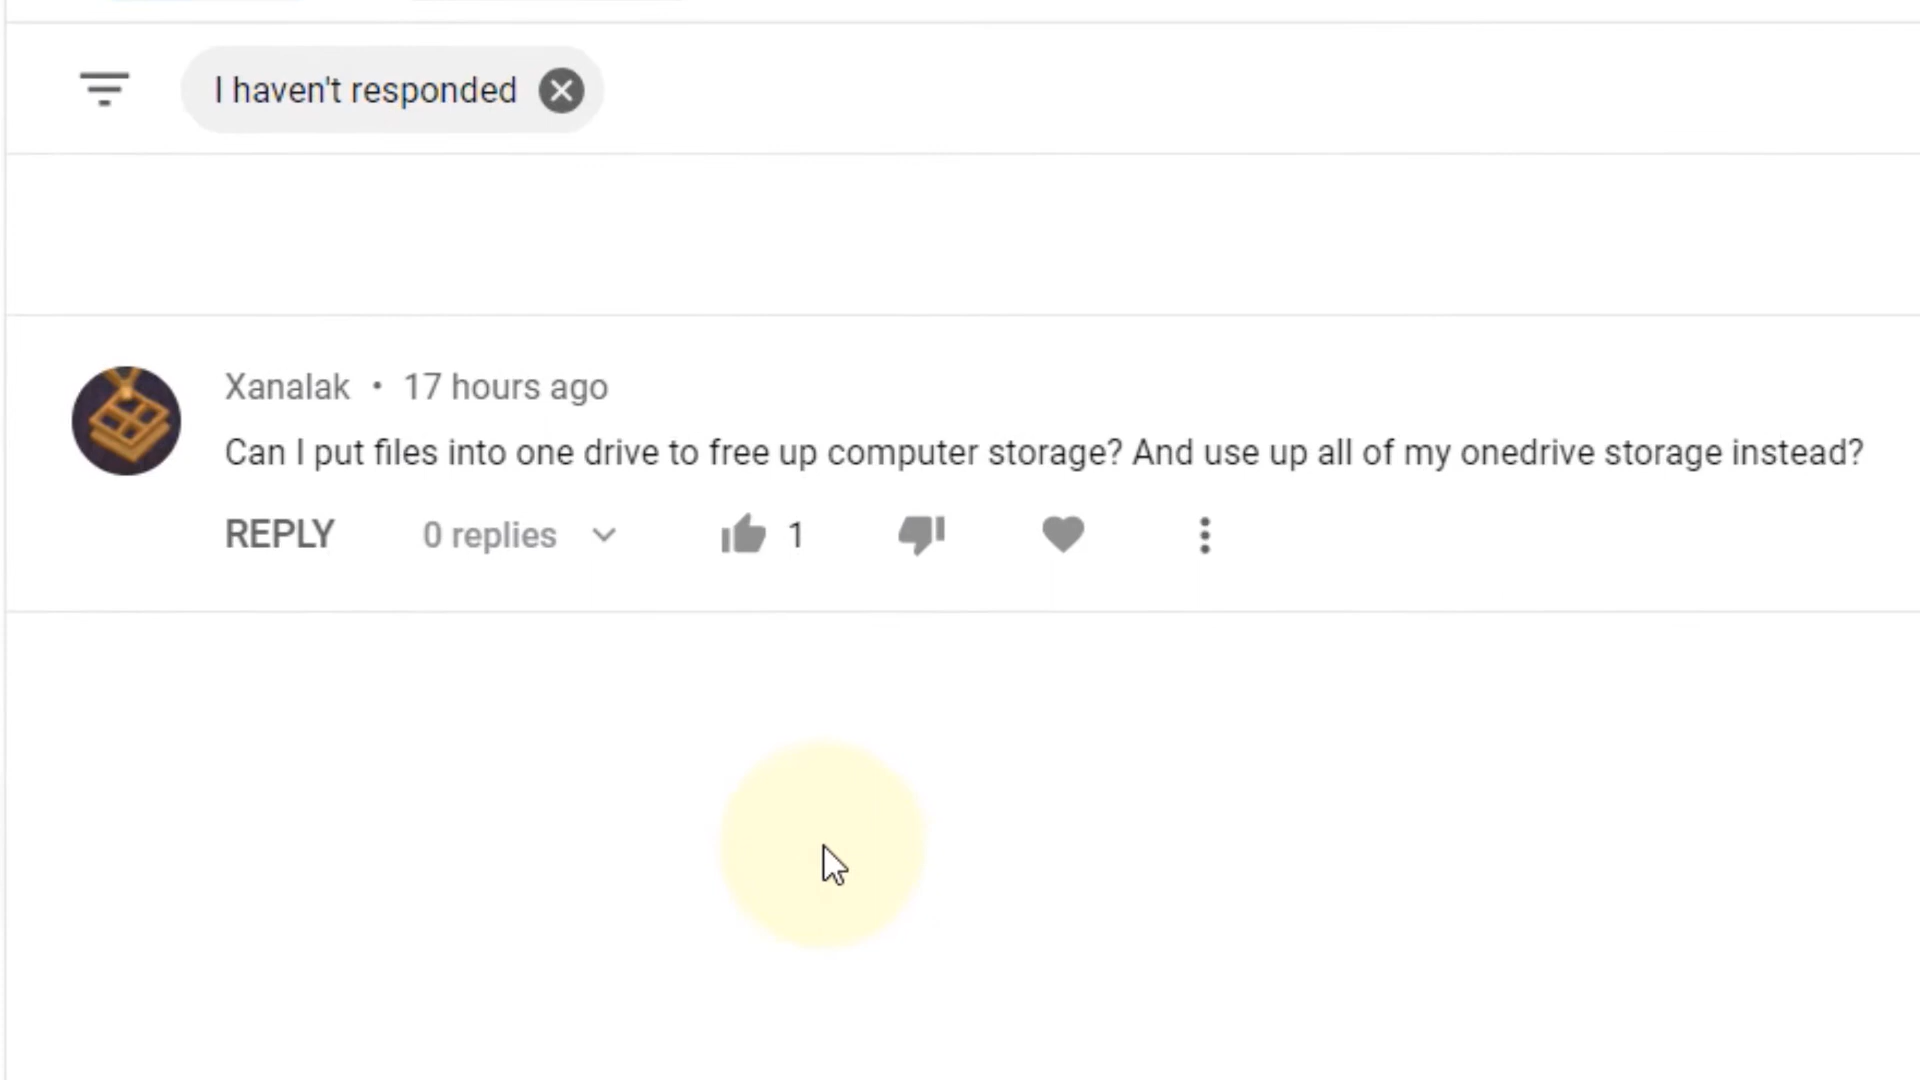 I haven't responded
Xanalak • 17 hours ago
Can I put files into one drive to free up computer storage? And use up all of my onedrive storage instead?
REPLY 0 replies 1